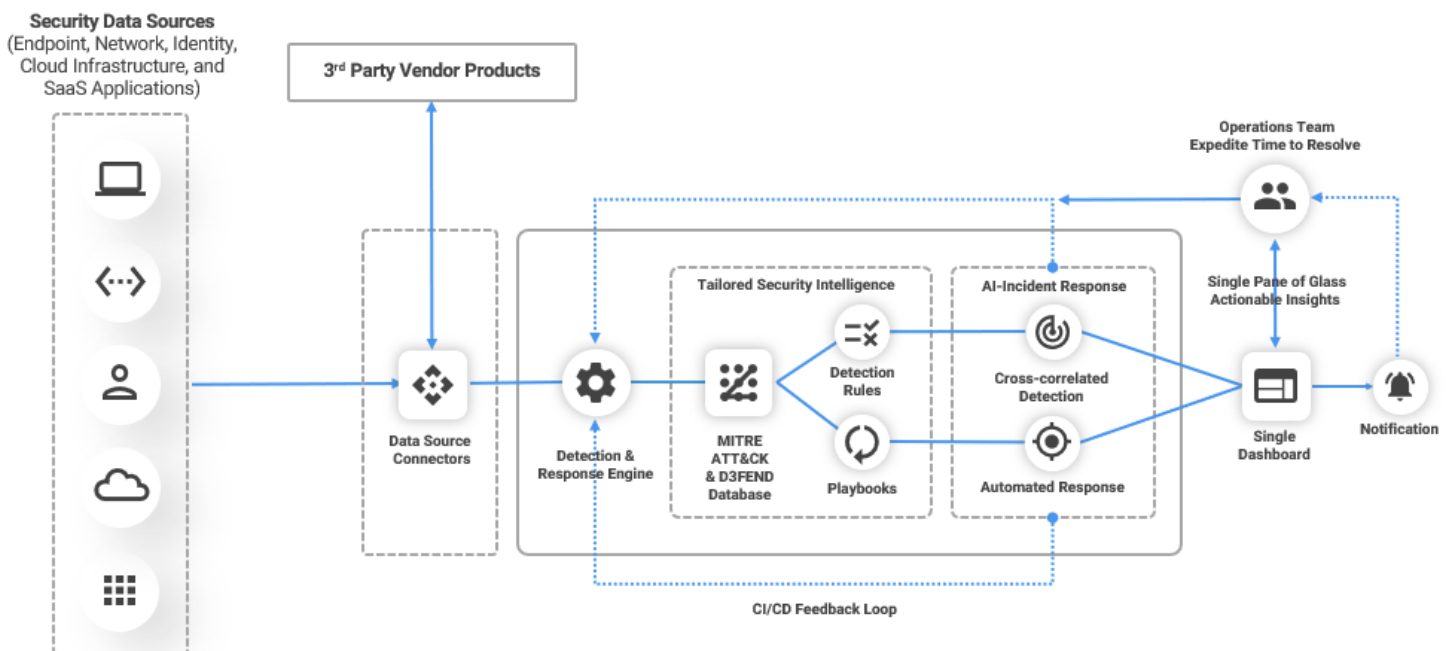 Security Data Sources
(Endpoint, Network, Identity,
Cloud Infrastructure, and
SaaS Applications)
3rd Party Vendor Products
Operations Team
Expedite Time to Resolve
Single Pane of Glass
Actionable Insights
Tailored Security Intelligence
AI-Incident Response
Data Source
Connectors
Detection &
Response Engine
MITRE
ATT&CK
& D3FEND
Database
Detection
Rules
Playbooks
Cross-correlated
Detection
Automated Response
Single
Dashboard
Notification
CI/CD Feedback Loop